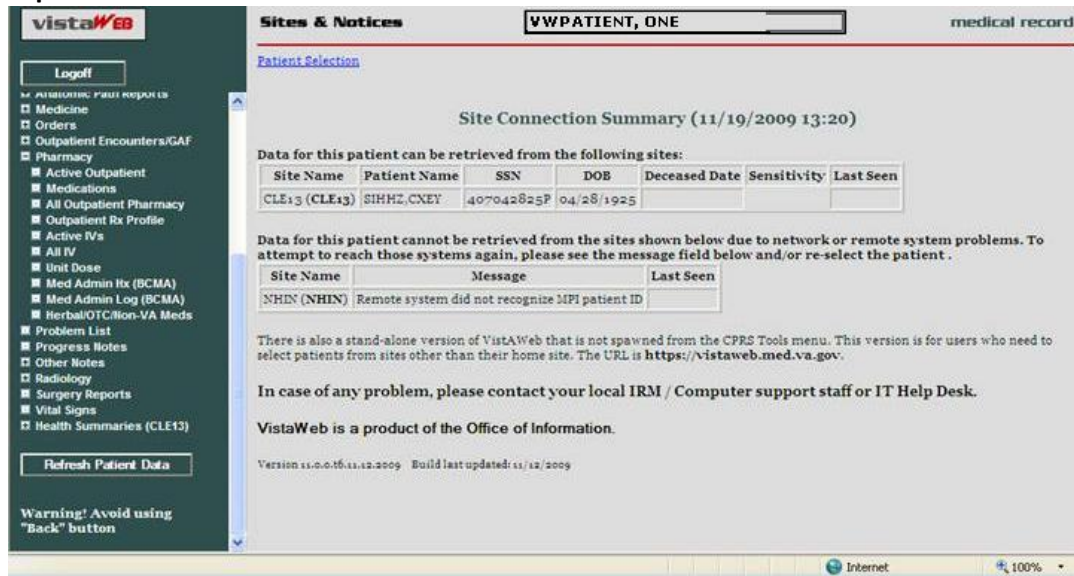 vistaWEB
Sites & Notices
VWPATIENT, ONE
medical record
Logoff
Patient Selection
Anatomic Path Reports
Medicine
Orders
Outpatient Encounters/GAF
Pharmacy
Active Outpatient
Medications
All Outpatient Pharmacy
Outpatient Rx Profile
Active IVs
All IV
Unit Dose
Med Admin Hx (BCMA)
Med Admin Log (BCMA)
Herbal/OTC/Non-VA Meds
Problem List
Progress Notes
Other Notes
Radiology
Surgery Reports
Vital Signs
Health Summaries (CLE13)
Refresh Patient Data
Warning! Avoid using
"Back" button
Site Connection Summary (11/19/2009 13:20)
Data for this patient can be retrieved from the following sites:
Site Name Patient Name SSN DOB Deceased Date Sensitivity Last Seen
CLE13 (CLE13) SIHHZ,CXEY 407042825P 04/28/1925
Data for this patient cannot be retrieved from the sites shown below due to network or remote system problems. To
attempt to reach those systems again, please see the message field below and/or re-select the patient .
Site Name Message Last Seen
NHIN (NHIN) Remote system did not recognize MPI patient ID
There is also a stand-alone version of VistAWeb that is not spawned from the CPRS Tools menu. This version is for users who need to
select patients from sites other than their home site. The URL is https://vistaweb.med.va.gov.
In case of any problem, please contact your local IRM / Computer support staff or IT Help Desk.
VistaWeb is a product of the Office of Information.
Version 11.0.0.t6.11.12.2009 Build last updated: 11/12/2009
Internet
100%